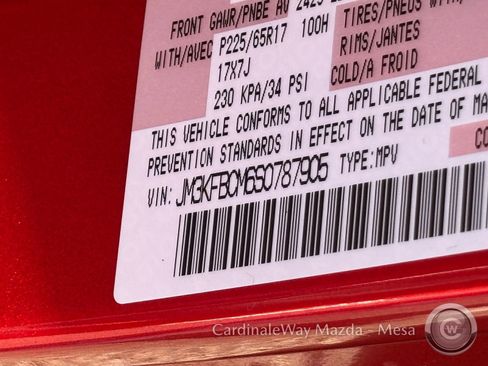 FRONT GAWR/PNBE AV
WITH/AVEC P225/65R17 100H TIRES/PNEUS
17X7J RIMS/JANTES
230 KPA/34 PSI COLD/A FROID
THIS VEHICLE CONFORMS TO ALL APPLICABLE FEDERAL
PREVENTION STANDARDS IN EFFECT ON THE DATE OF MA
VIN: JM3KFBCM6S0787905 TYPE:MPV CO
CardinaleWay Mazda - Mesa